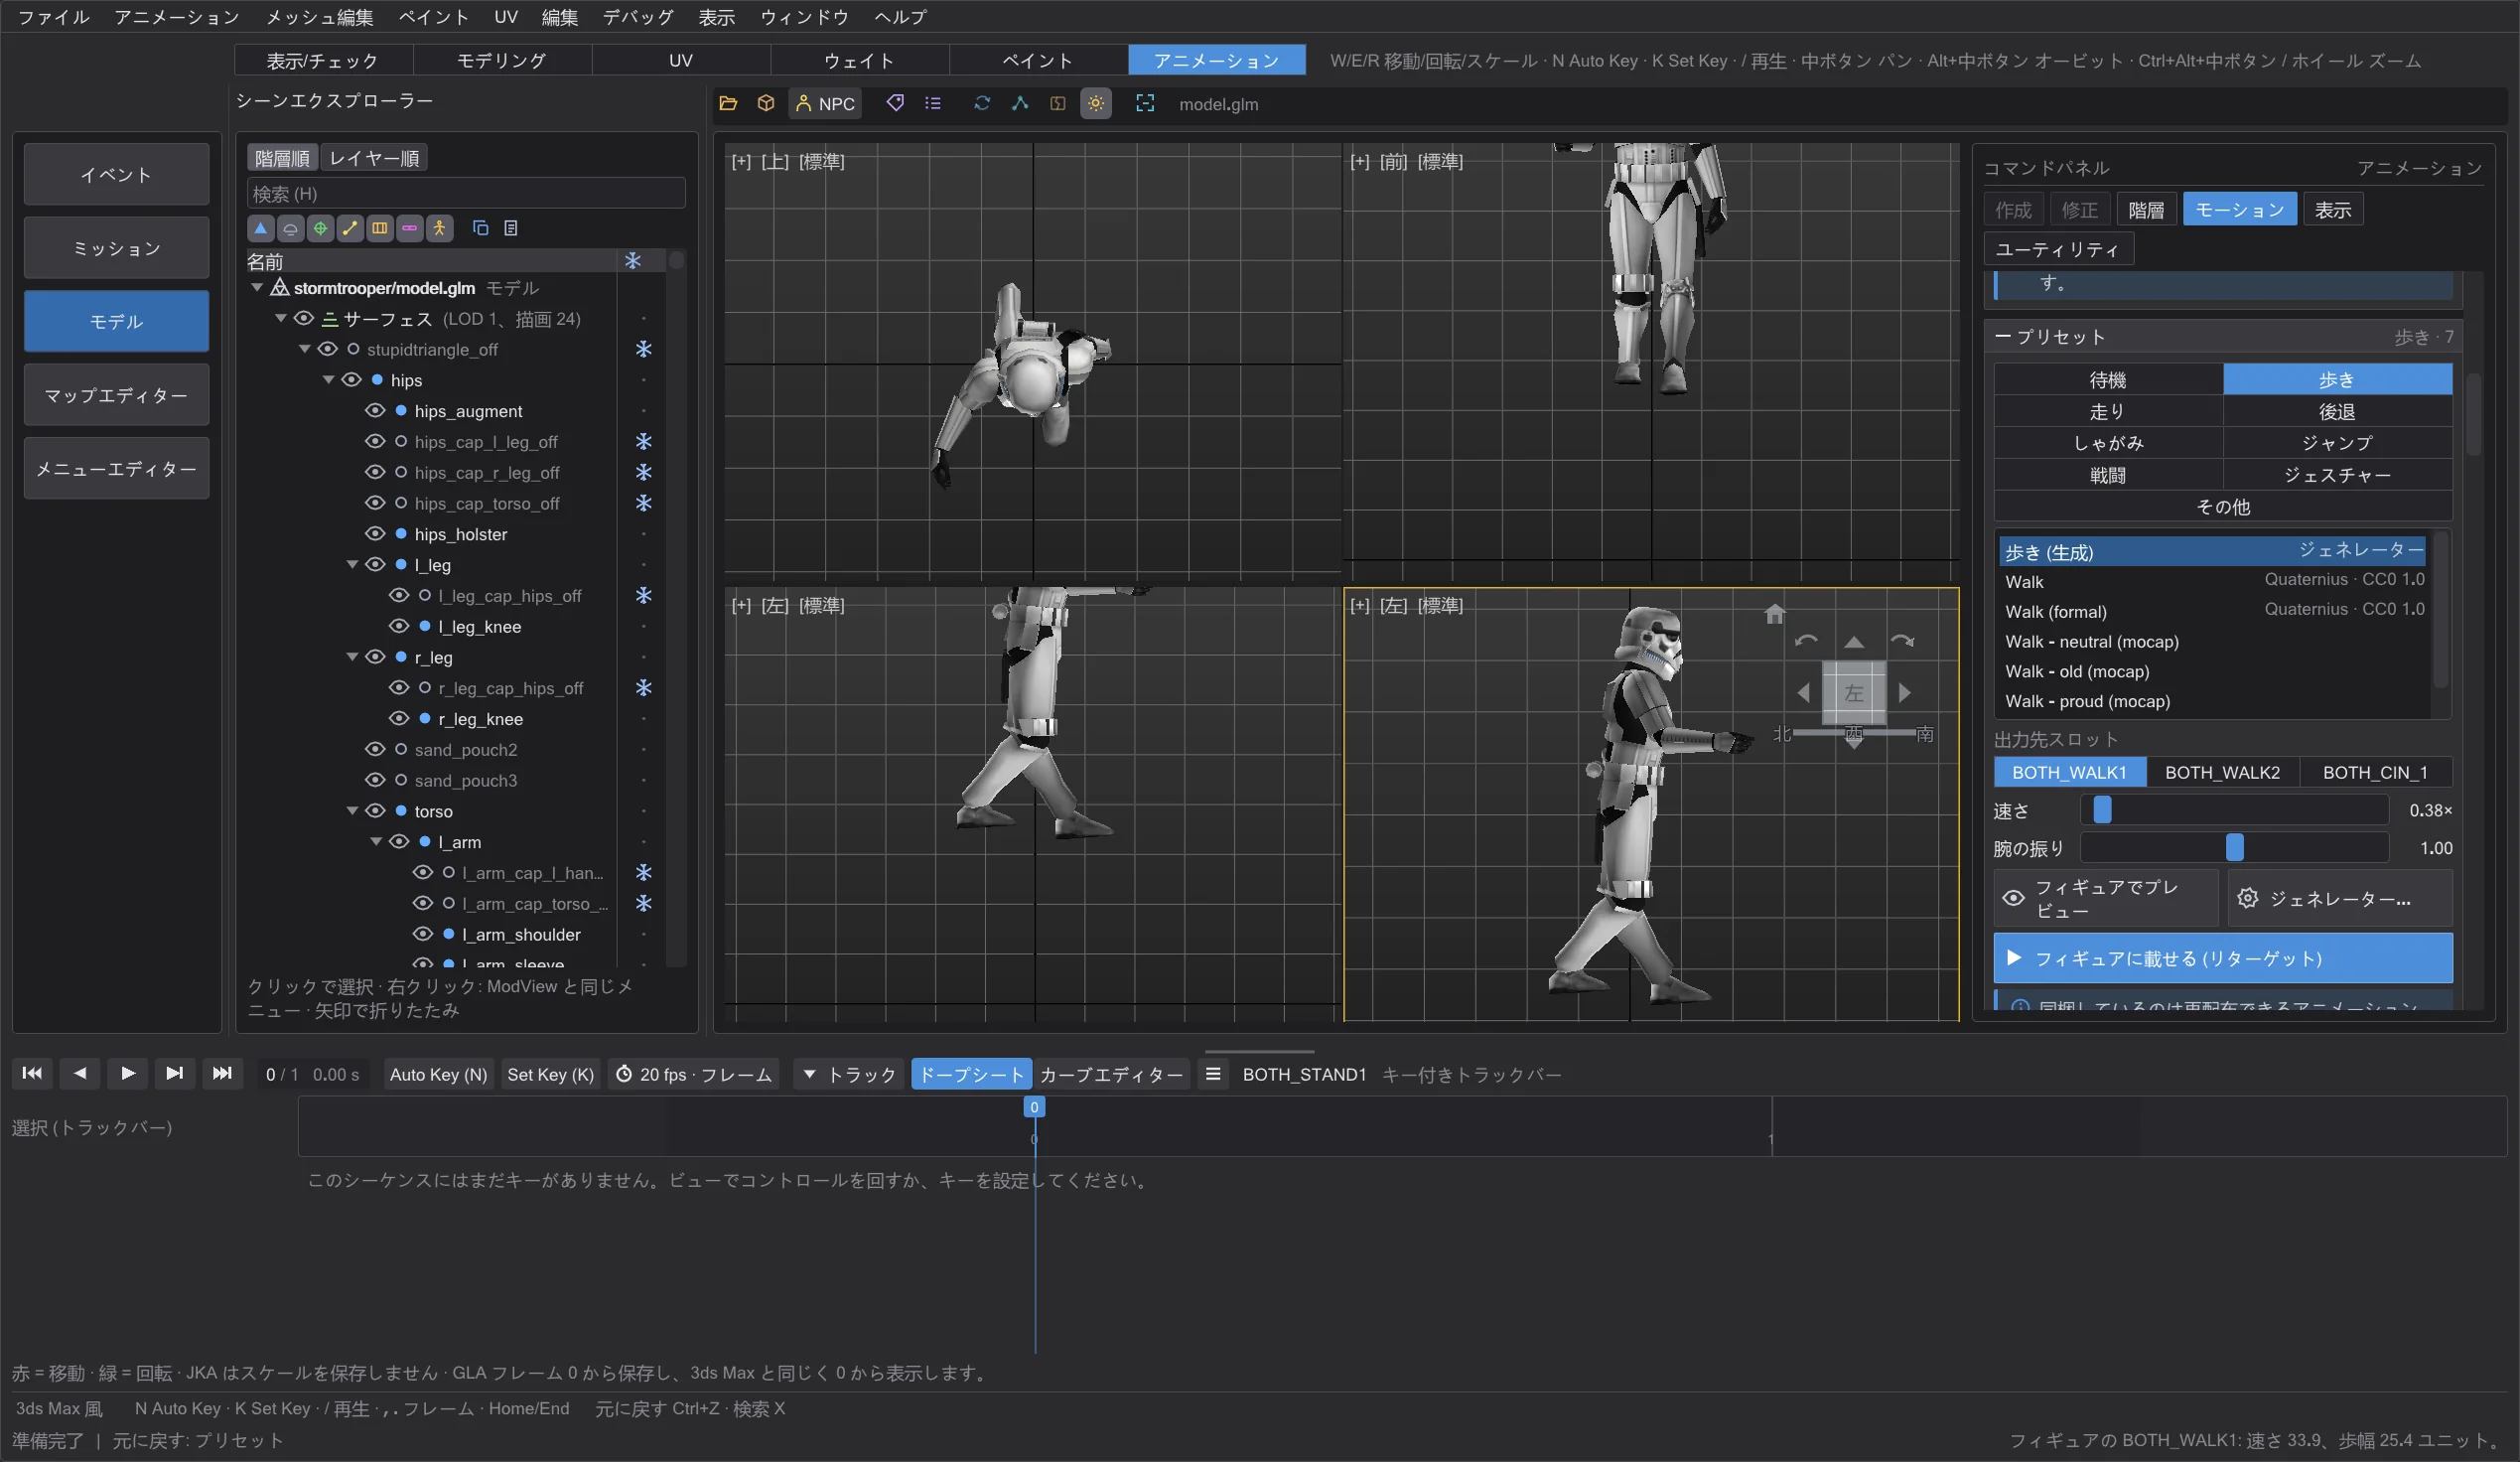 ファイル アニメーション メッシュ編集 ペイント UV 編集 デバッグ 表示 ウィンドウ ヘルプ
表示/チェック モデリング UV ウェイト ペイント アニメーション W/E/R 移動/回転/スケール · N Auto Key · K Set Key · / 再生 · 中ボタン パン · Alt+中ボタン オービット · Ctrl+Alt+中ボタン / ホイール ズーム
シーンエクスプローラー
NPC model.glm
イベント
ミッション
モデル
マップエディター
メニューエディター
階層順 レイヤー順
検索 (H)
名前
stormtrooper/model.glm モデル
サーフェス (LOD 1、描画 24)
stupidtriangle_off
hips
hips_augment
hips_cap_l_leg_off
hips_cap_r_leg_off
hips_cap_torso_off
hips_holster
l_leg
l_leg_cap_hips_off
l_leg_knee
r_leg
r_leg_cap_hips_off
r_leg_knee
sand_pouch2
sand_pouch3
torso
l_arm
l_arm_cap_l_han...
l_arm_cap_torso_...
l_arm_shoulder
l_arm_sleeve
クリックで選択 · 右クリック: ModView と同じメ
ニュー · 矢印で折りたたみ
[+] [上] [標準]
[+] [前] [標準]
[+] [左] [標準]
[+] [左] [標準]
左
北 西 南
コマンドパネル アニメーション
作成 修正 階層 モーション 表示
ユーティリティ
す。
プリセット 歩き · 7
待機 歩き
走り 後退
しゃがみ ジャンプ
戦闘 ジェスチャー
その他
歩き (生成) ジェネレーター
Walk Quaternius · CC0 1.0
Walk (formal) Quaternius · CC0 1.0
Walk - neutral (mocap)
Walk - old (mocap)
Walk - proud (mocap)
出力先スロット
BOTH_WALK1 BOTH_WALK2 BOTH_CIN_1
速さ 0.38×
腕の振り 1.00
フィギュアでプレ
ビュー
ジェネレーター...
フィギュアに載せる (リターゲット)
同梱しているのは再配布できるアニメーション
0 / 1 0.00 s Auto Key (N) Set Key (K) 20 fps · フレーム トラック ドープシート カーブエディター BOTH_STAND1 キー付きトラックバー
選択 (トラックバー)
0
0
1
このシーケンスにはまだキーがありません。ビューでコントロールを回すか、キーを設定してください。
赤 = 移動 · 緑 = 回転 · JKA はスケールを保存しません · GLA フレーム 0 から保存し、3ds Max と同じく 0 から表示します。
3ds Max 風 N Auto Key · K Set Key · / 再生 · , . フレーム · Home/End 元に戻す Ctrl+Z · 検索 X
準備完了 | 元に戻す: プリセット
フィギュアの BOTH_WALK1: 速さ 33.9、歩幅 25.4 ユニット。